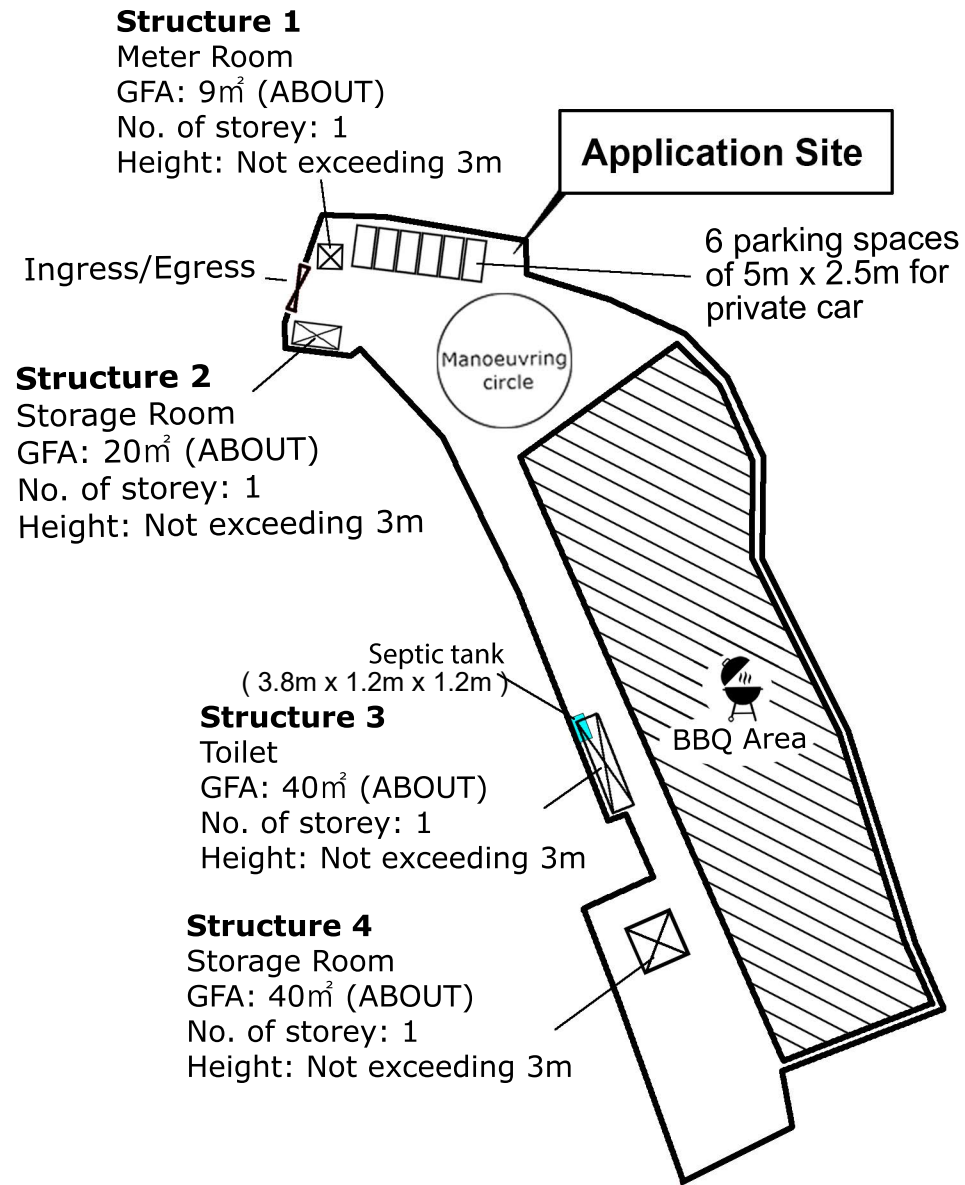 Structure 1
Meter Room
GFA: 9㎡ (ABOUT)
No. of storey: 1
Height: Not exceeding 3m
Application Site
6 parking spaces
of 5m x 2.5m for
private car
Ingress/Egress
Manoeuvring
circle
Structure 2
Storage Room
GFA: 20㎡ (ABOUT)
No. of storey: 1
Height: Not exceeding 3m
Septic tank
( 3.8m x 1.2m x 1.2m )
Structure 3
Toilet
GFA: 40㎡ (ABOUT)
No. of storey: 1
Height: Not exceeding 3m
BBQ Area
Structure 4
Storage Room
GFA: 40㎡ (ABOUT)
No. of storey: 1
Height: Not exceeding 3m